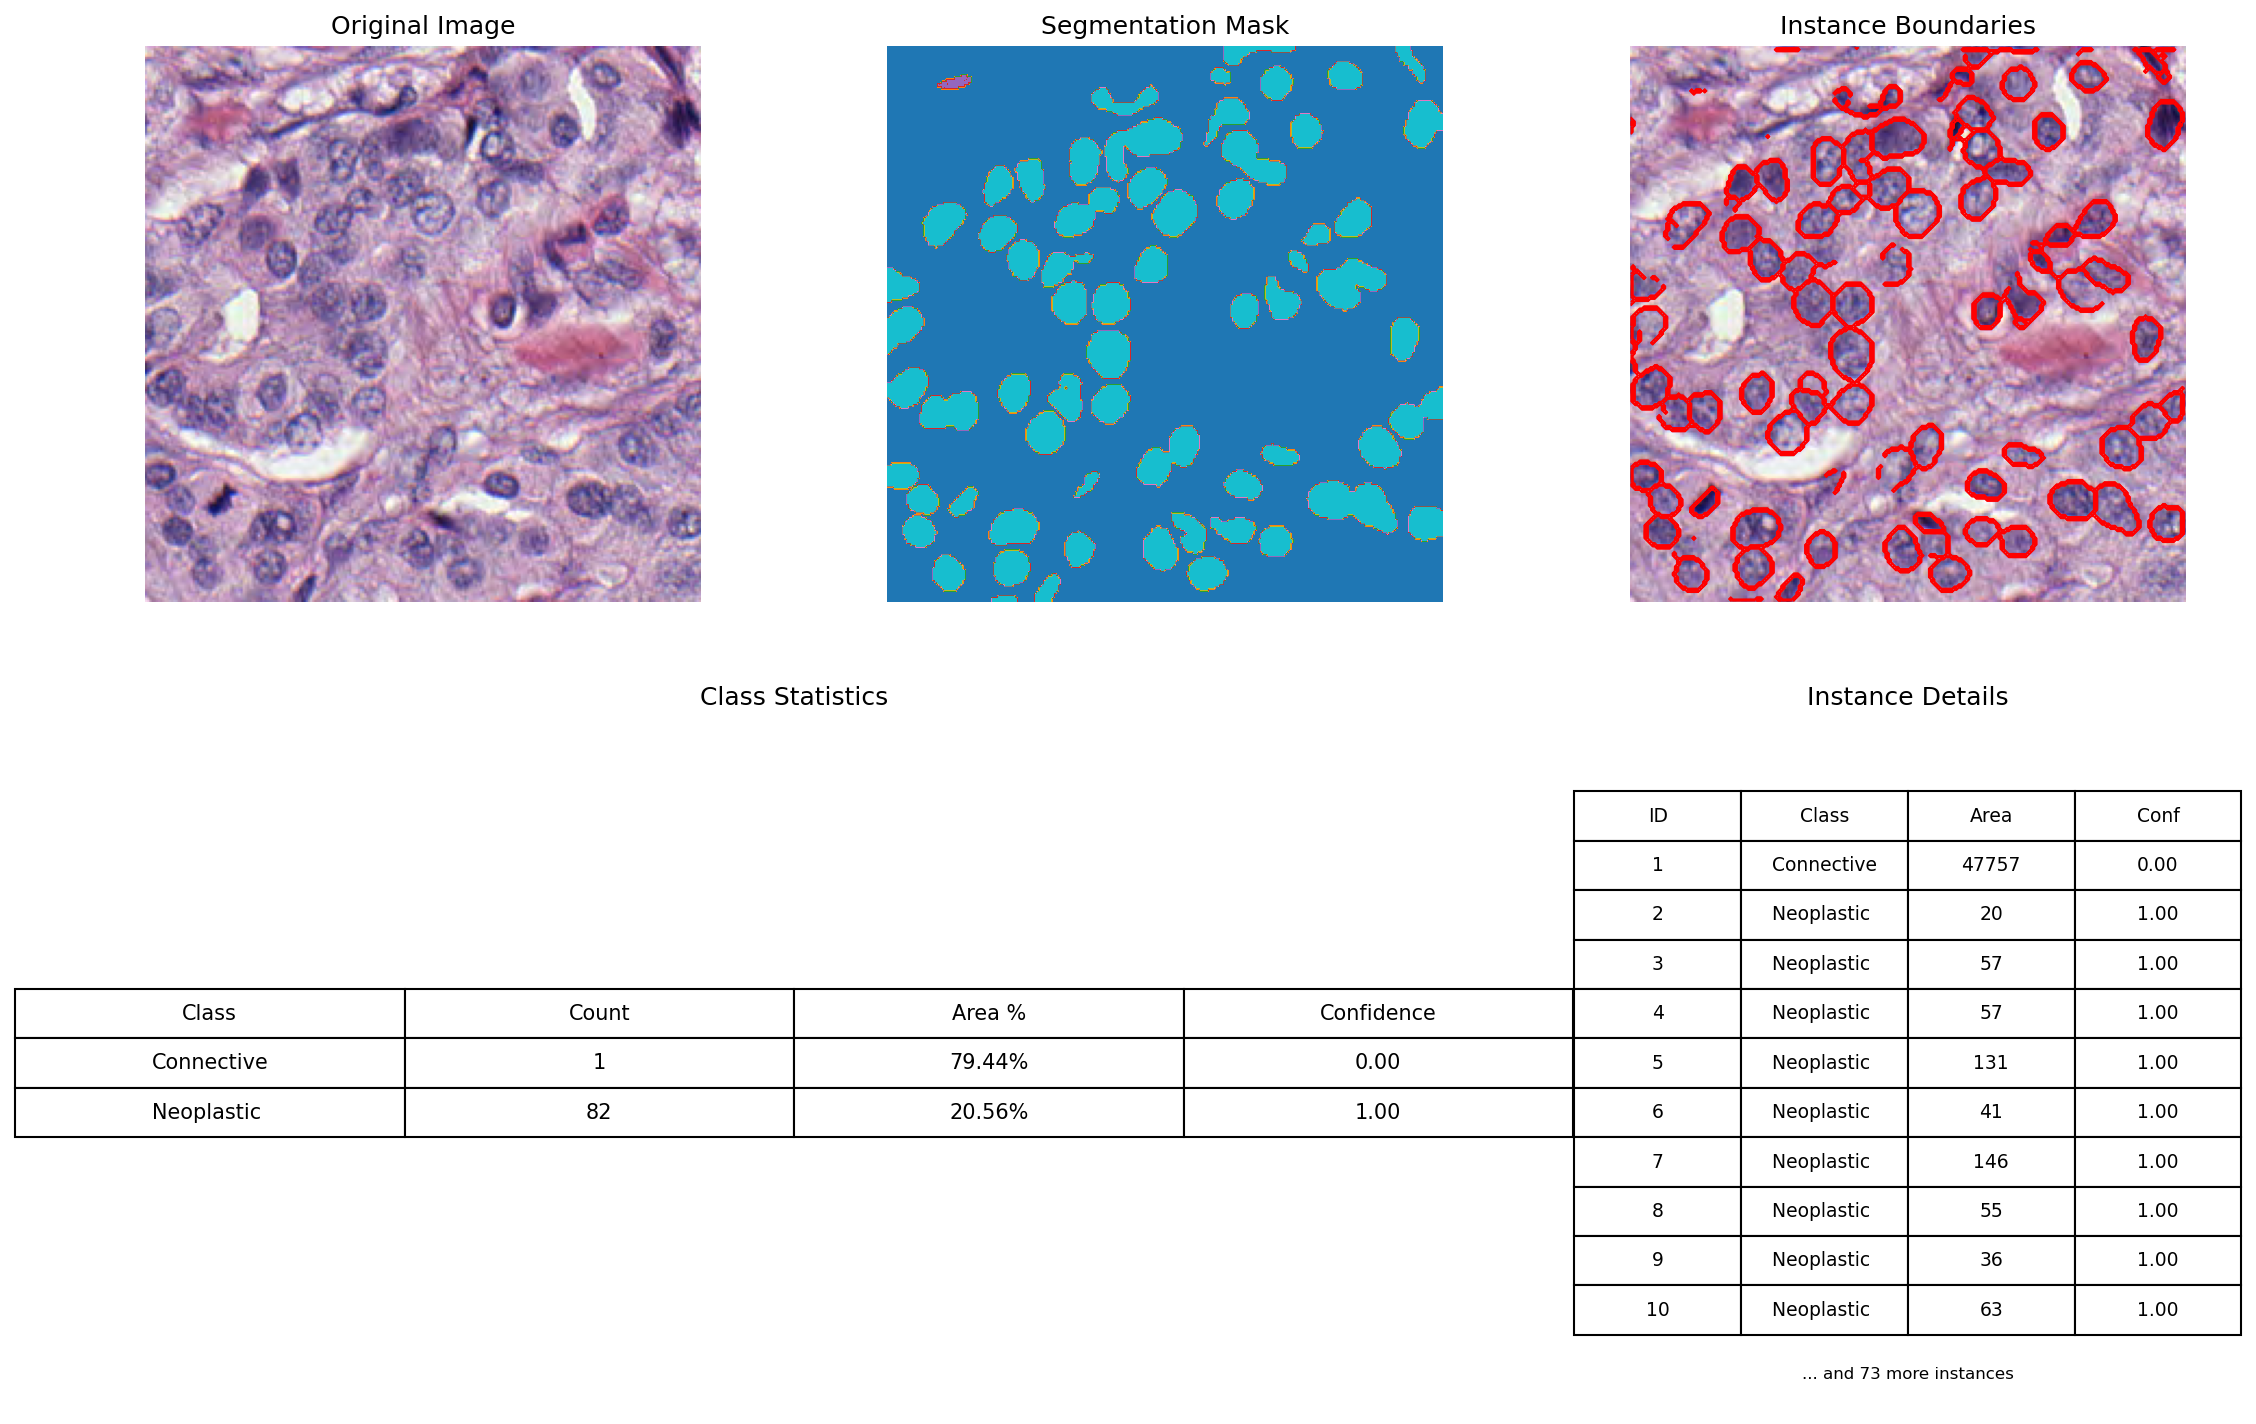 Original Image
Segmentation Mask
Instance Boundaries
Class Statistics
Class Count Area % Confidence
Connective 1 79.44% 0.00
Neoplastic 82 20.56% 1.00
Instance Details
ID Class Area Conf
1 Connective 47757 0.00
2 Neoplastic 20 1.00
3 Neoplastic 57 1.00
4 Neoplastic 57 1.00
5 Neoplastic 131 1.00
6 Neoplastic 41 1.00
7 Neoplastic 146 1.00
8 Neoplastic 55 1.00
9 Neoplastic 36 1.00
10 Neoplastic 63 1.00
... and 73 more instances